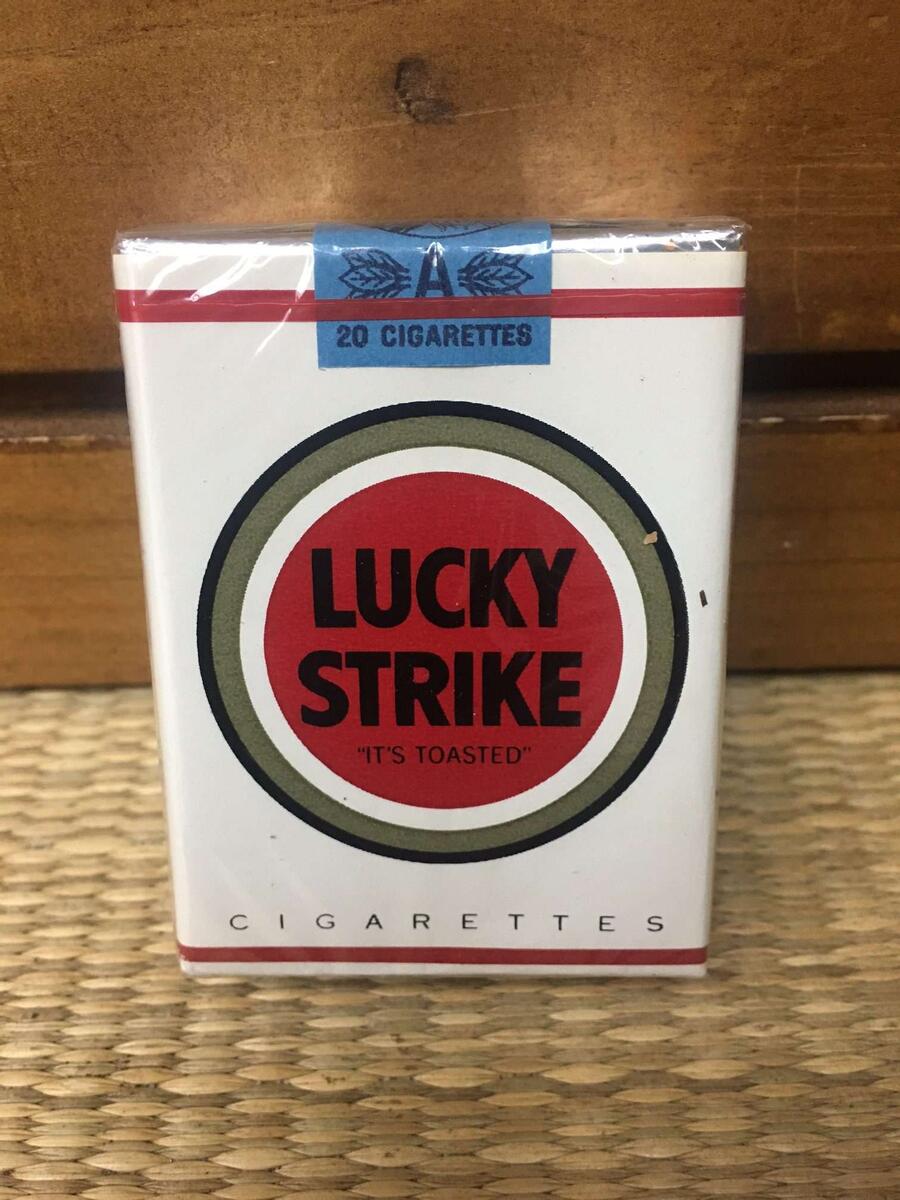 A
20 CIGARETTES
LUCKY
STRIKE
"IT'S TOASTED"
CIGARETTES